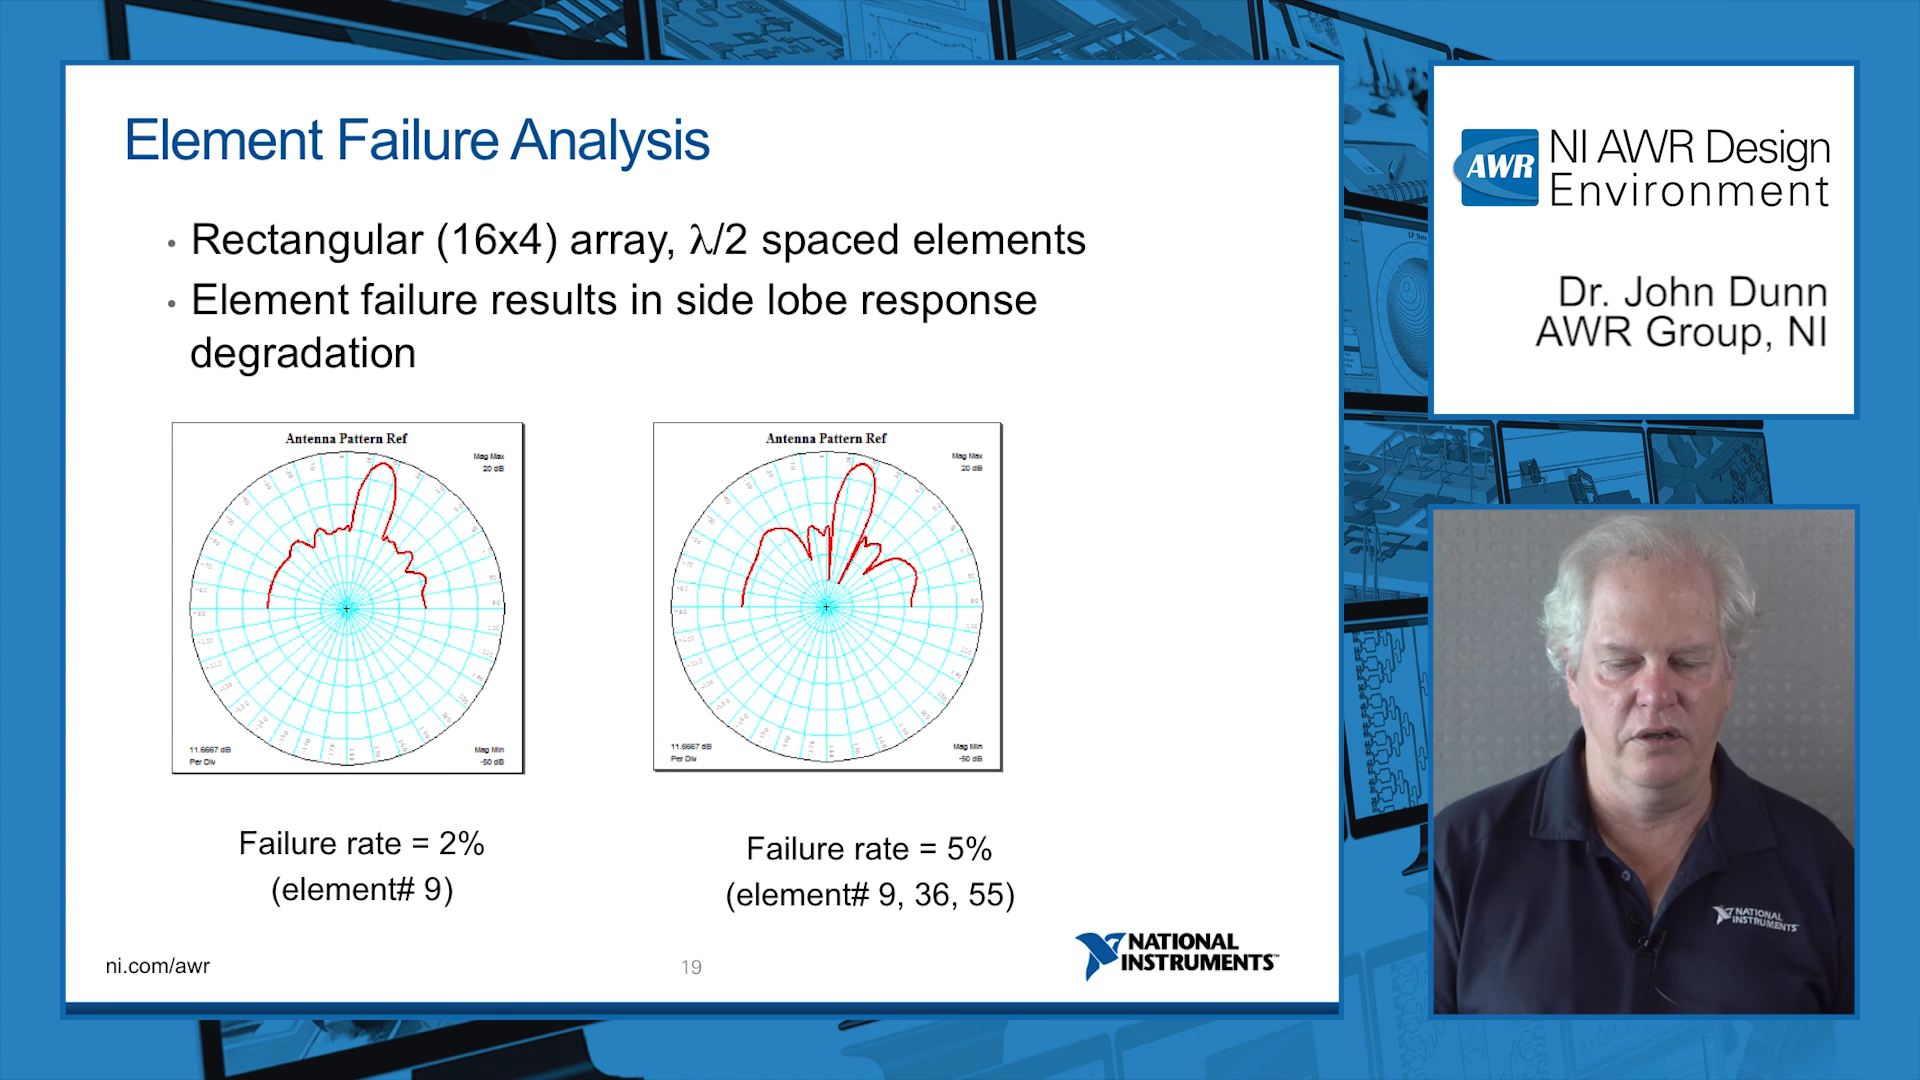 Element Failure Analysis
• Rectangular (16x4) array, λ/2 spaced elements
• Element failure results in side lobe response
degradation
Antenna Pattern Ref
Mag Max
20 dB
11.6667 dB
Per Div
Mag Min
-50 dB
Antenna Pattern Ref
Mag Max
20 dB
11.6667 dB
Per Div
Mag Min
-50 dB
Failure rate = 2%
(element# 9)
Failure rate = 5%
(element# 9, 36, 55)
ni.com/awr
19
NATIONAL
INSTRUMENTS™
AWR
NI AWR Design
Environment
Dr. John Dunn
AWR Group, NI
NATIONAL
INSTRUMENTS